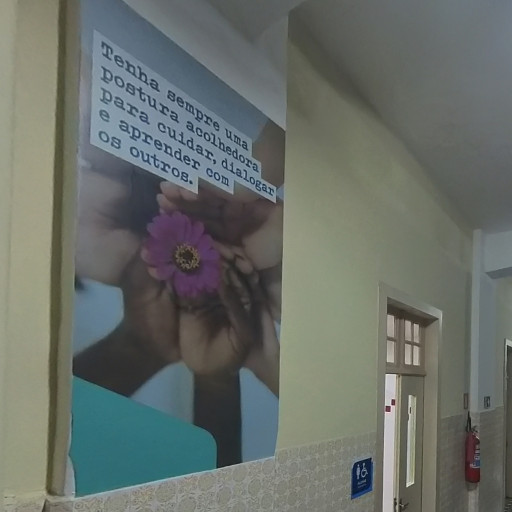 Tenha sempre uma
postura acolhedora
para cuidar, dialogar
e aprender com
os outros.